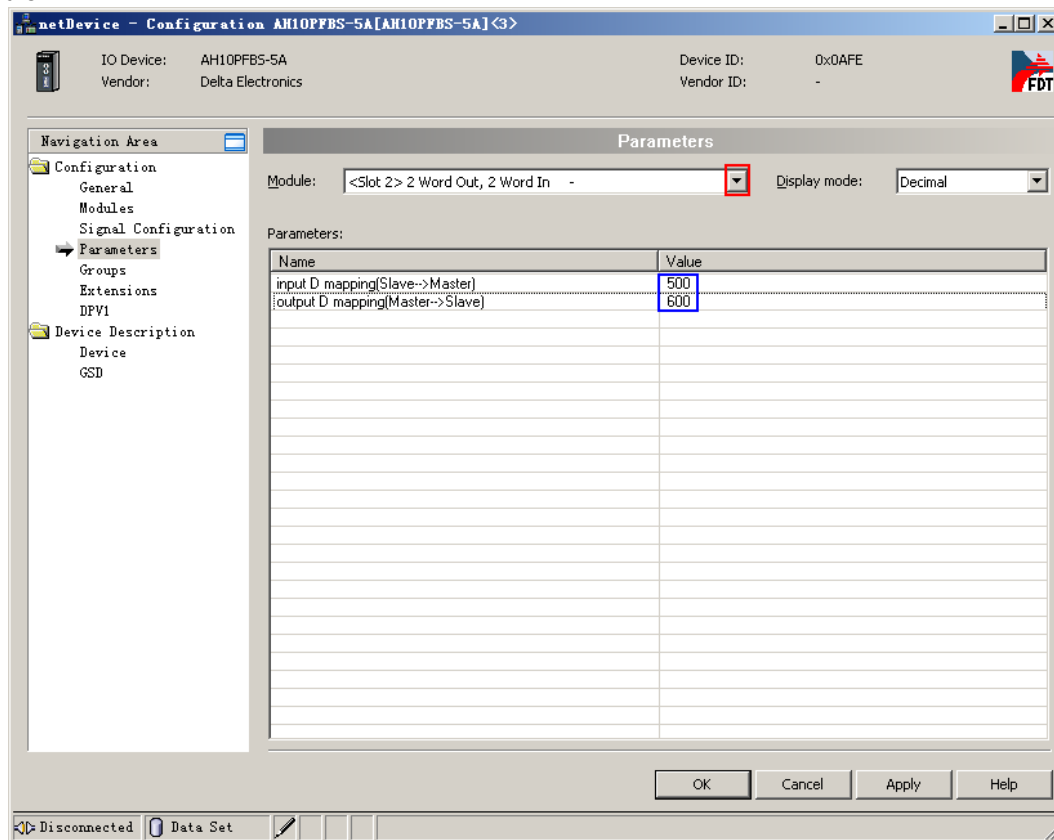 netDevice - Configuration AH10PFBS-5A[AH10PFBS-5A]<3>
IO Device: AH10PFBS-5A Device ID: 0x0AFE
Vendor: Delta Electronics Vendor ID: -
FDT
Navigation Area
Configuration
General
Modules
Signal Configuration
Parameters
Groups
Extensions
DPV1
Device Description
Device
GSD
Parameters
Module: <Slot 2> 2 Word Out, 2 Word In - Display mode: Decimal
Parameters:
Name Value
input D mapping(Slave-->Master) 500
output D mapping(Master-->Slave) 600
OK Cancel Apply Help
Disconnected Data Set